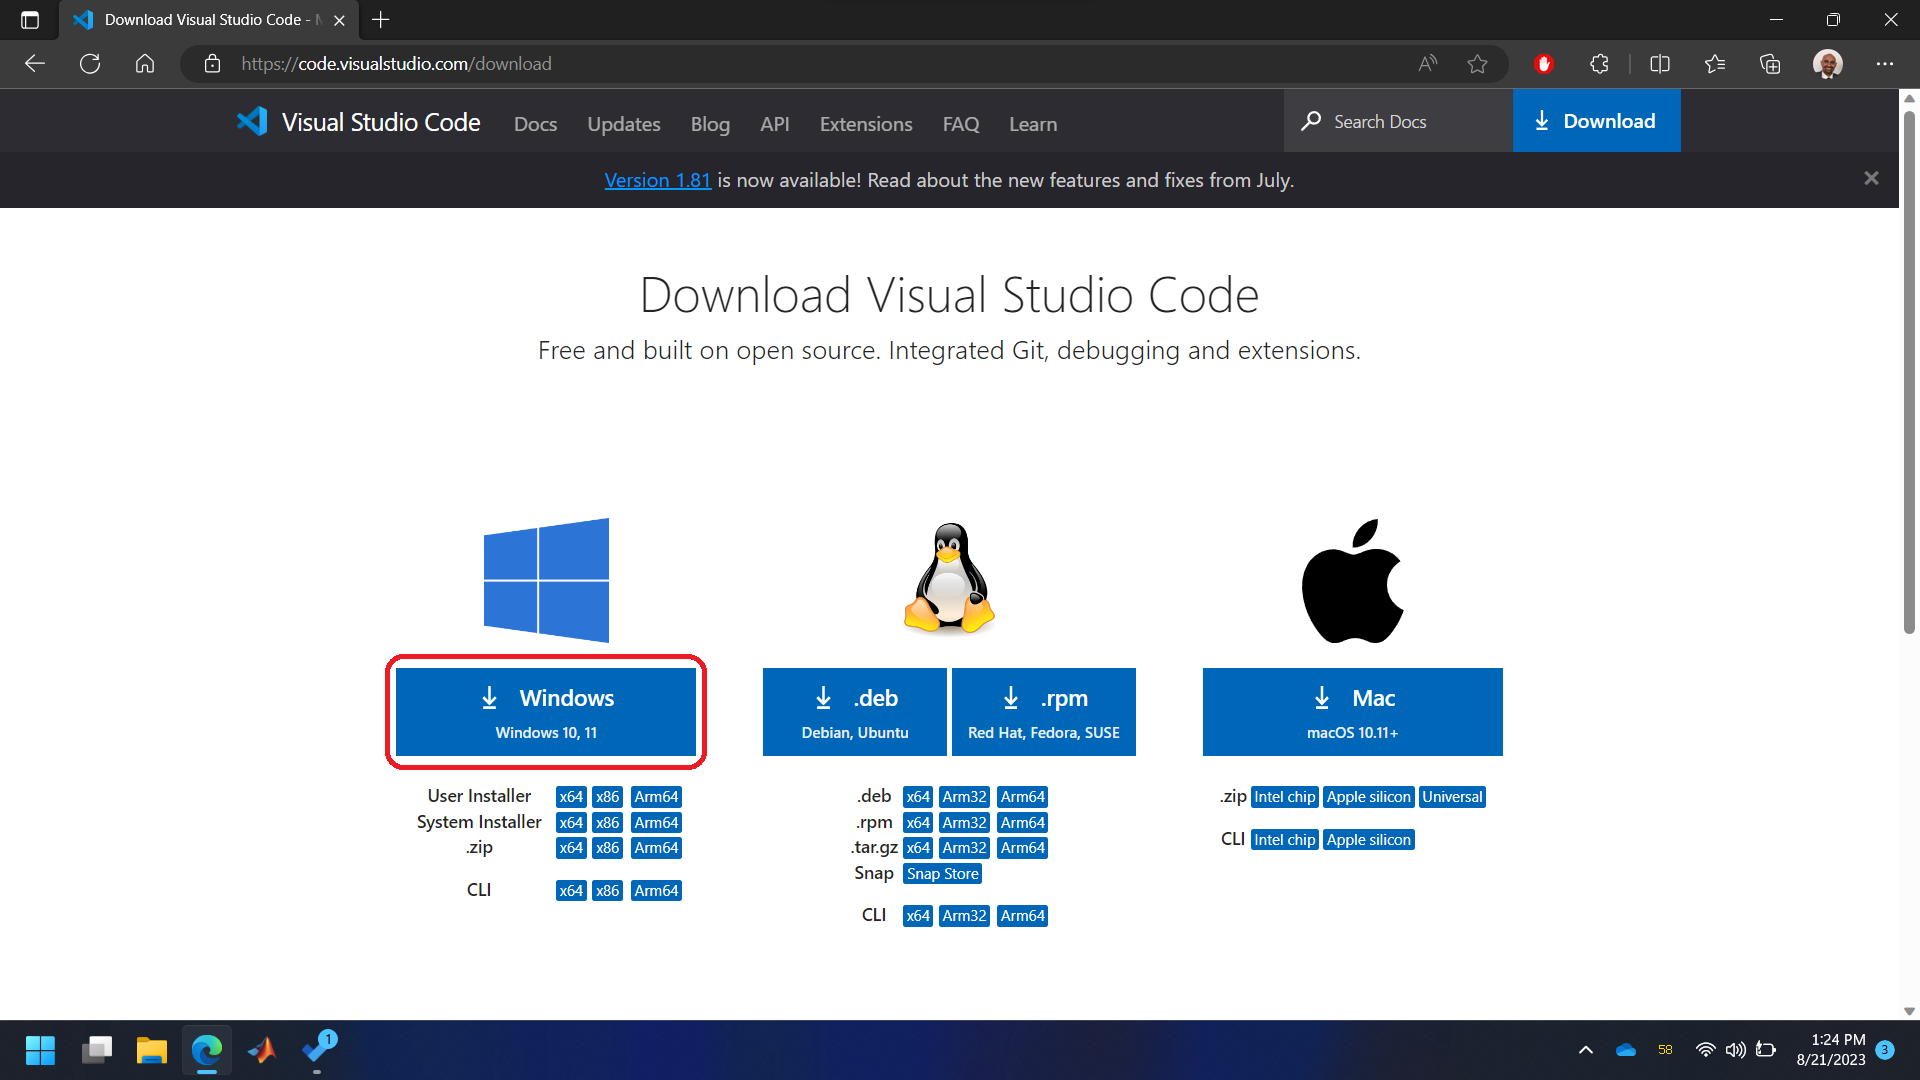 Download Visual Studio Code - M
https://code.visualstudio.com/download
Visual Studio Code Docs Updates Blog API Extensions FAQ Learn Search Docs Download
Version 1.81 is now available! Read about the new features and fixes from July.
Download Visual Studio Code
Free and built on open source. Integrated Git, debugging and extensions.
Windows
Windows 10, 11
User Installer x64 x86 Arm64
System Installer x64 x86 Arm64
.zip x64 x86 Arm64
CLI x64 x86 Arm64
.deb
Debian, Ubuntu
.rpm
Red Hat, Fedora, SUSE
.deb x64 Arm32 Arm64
.rpm x64 Arm32 Arm64
.tar.gz x64 Arm32 Arm64
Snap Snap Store
CLI x64 Arm32 Arm64
Mac
macOS 10.11+
.zip Intel chip Apple silicon Universal
CLI Intel chip Apple silicon
1
58
1:24 PM
8/21/2023
3